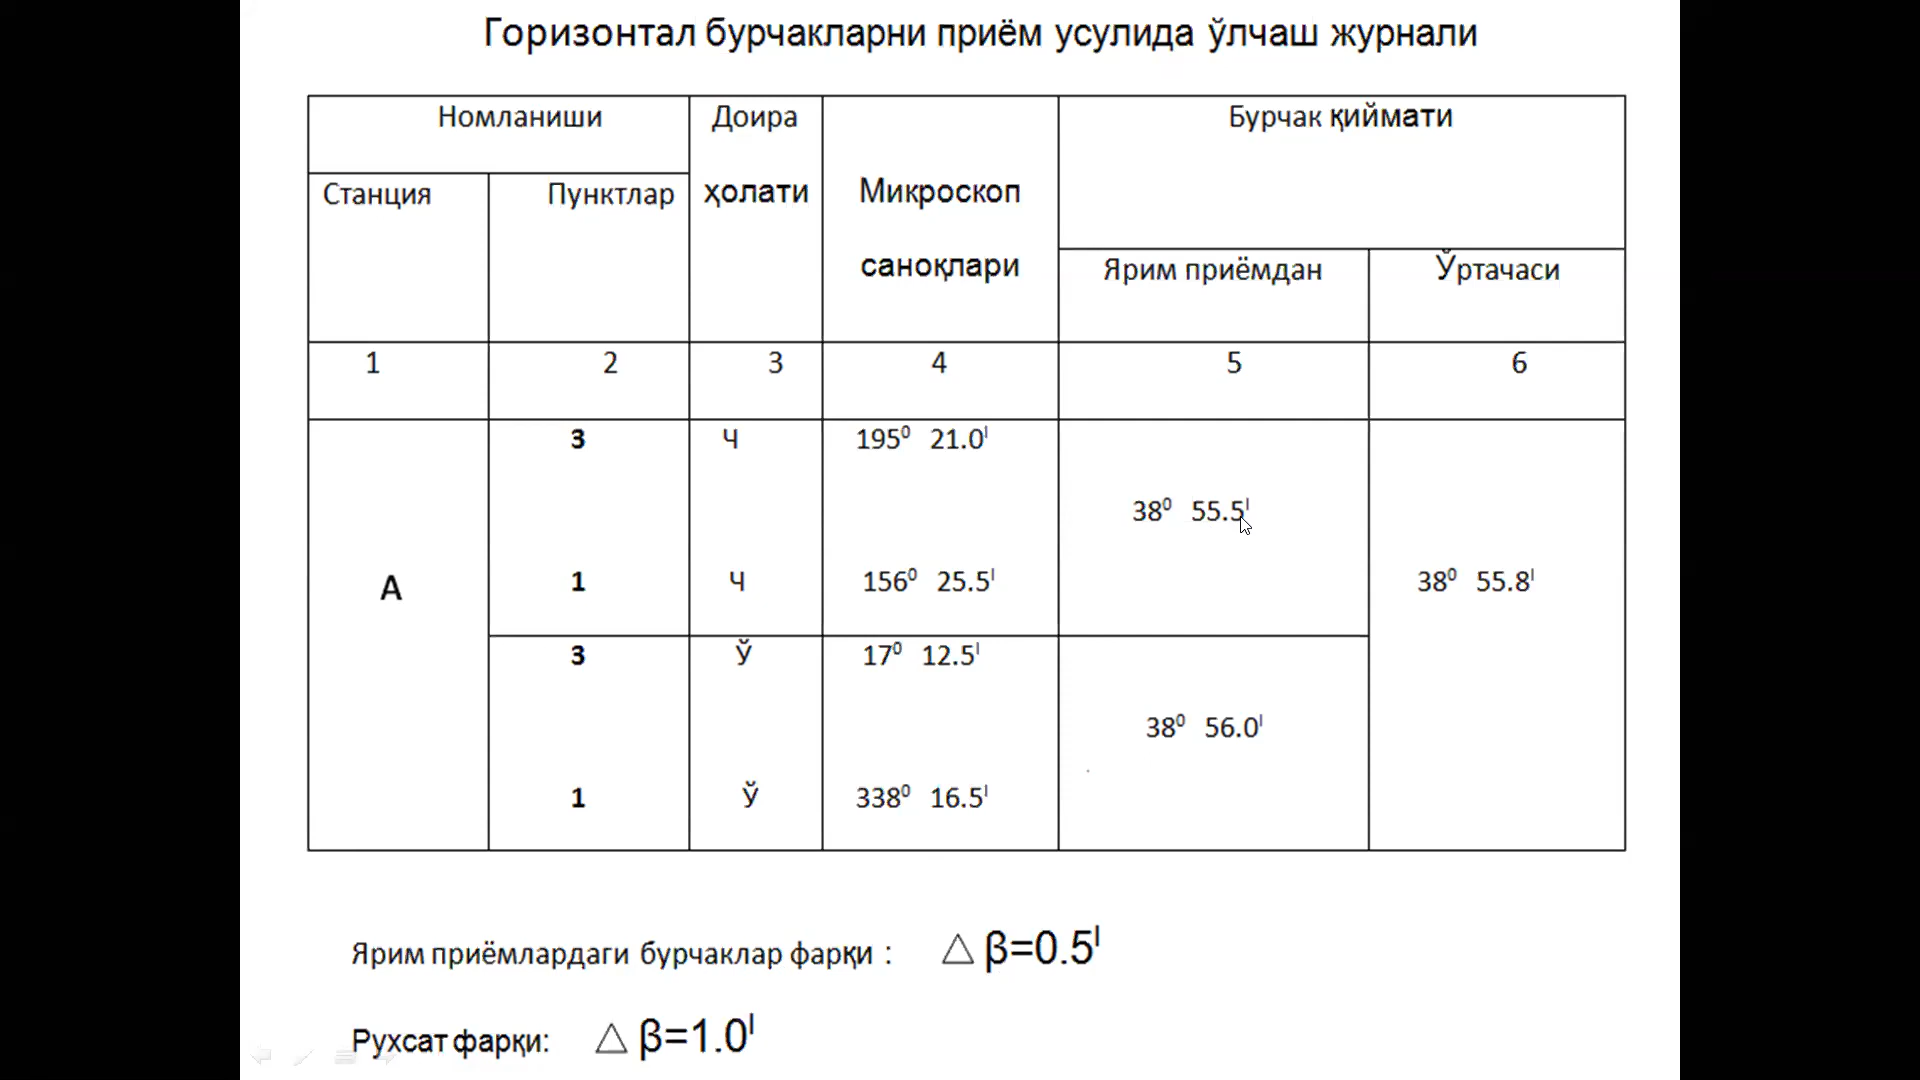 Горизонтал бурчакларни приём усулида ўлчаш журнали
Номланиши Доира ҳолати Микроскоп саноқлари Бурчак қиймати
Станция Пунктлар Ярим приёмдан Ўртачаси
1 2 3 4 5 6
3 Ч 195⁰ 21.0ˡ
38⁰ 55.5ˡ
А 1 Ч 156⁰ 25.5ˡ 38⁰ 55.8ˡ
3 Ў 17⁰ 12.5ˡ
38⁰ 56.0ˡ
1 Ў 338⁰ 16.5ˡ
Ярим приёмлардаги бурчаклар фарқи : △ β=0.5ˡ
Рухсат фарқи: △ β=1.0ˡ